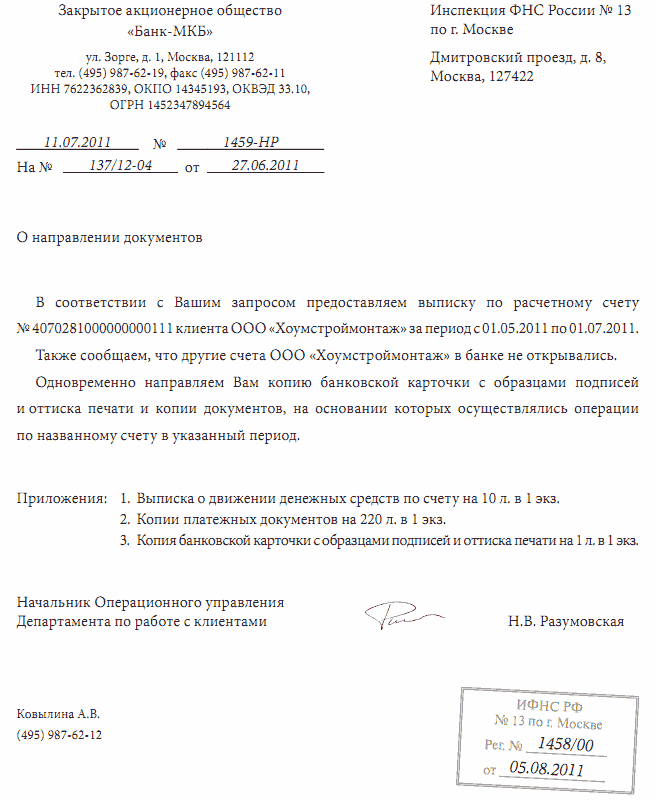 Закрытое акционерное общество
«Банк-МКБ»
ул. Зорге, д. 1, Москва, 121112
тел. (495) 987-62-19, факс (495) 987-62-11
ИНН 7622362839, ОКПО 14345193, ОКВЭД 33.10,
ОГРН 1452347894564
Инспекция ФНС России № 13
по г. Москве
Дмитровский проезд, д. 8,
Москва, 127422
11.07.2011 № 1459-НР
На № 137/12-04 от 27.06.2011
О направлении документов
В соответствии с Вашим запросом предоставляем выписку по расчетному счету
№ 4070281000000000111 клиента ООО «Хоумстроймонтаж» за период с 01.05.2011 по 01.07.2011.
Также сообщаем, что другие счета ООО «Хоумстроймонтаж» в банке не открывались.
Одновременно направляем Вам копию банковской карточки с образцами подписей
и оттиска печати и копии документов, на основании которых осуществлялись операции
по названному счету в указанный период.
Приложения: 1. Выписка о движении денежных средств по счету на 10 л. в 1 экз.
2. Копии платежных документов на 220 л. в 1 экз.
3. Копия банковской карточки с образцами подписей и оттиска печати на 1 л. в 1 экз.
Начальник Операционного управления
Департамента по работе с клиентами Н.В. Разумовская
Ковылина А.В.
(495) 987-62-12
ИФНС РФ
№ 13 по г. Москве
Рег. № 1458/00
от 05.08.2011